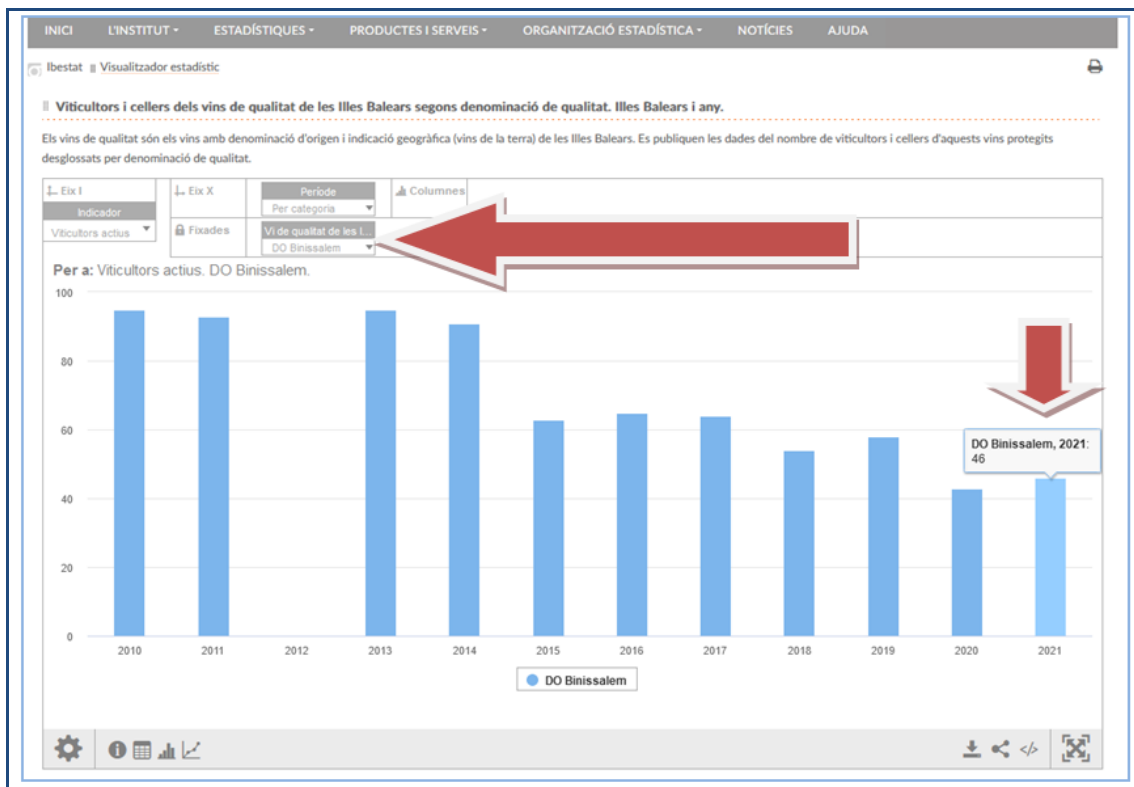 INICI L'INSTITUT ESTADÍSTIQUES PRODUCTES I SERVEIS ORGANITZACIÓ ESTADÍSTICA NOTÍCIES AJUDA
Ibestat Visualitzador estadístic
Viticultors i cellers dels vins de qualitat de les Illes Balears segons denominació de qualitat. Illes Balears i any.
Els vins de qualitat són els vins amb denominació d'origen i indicació geogràfica (vins de la terra) de les Illes Balears. Es publiquen les dades del nombre de viticultors i cellers d'aquests vins protegits
desglossats per denominació de qualitat.
Eix I Eix X Període Columnes
Indicador Per categoria
Viticultors actius Fixades Vi de qualitat de les I...
DO Binissalem
Per a: Viticultors actius. DO Binissalem.
100
80
60
40
20
0
DO Binissalem, 2021:
46
2010 2011 2012 2013 2014 2015 2016 2017 2018 2019 2020 2021
DO Binissalem